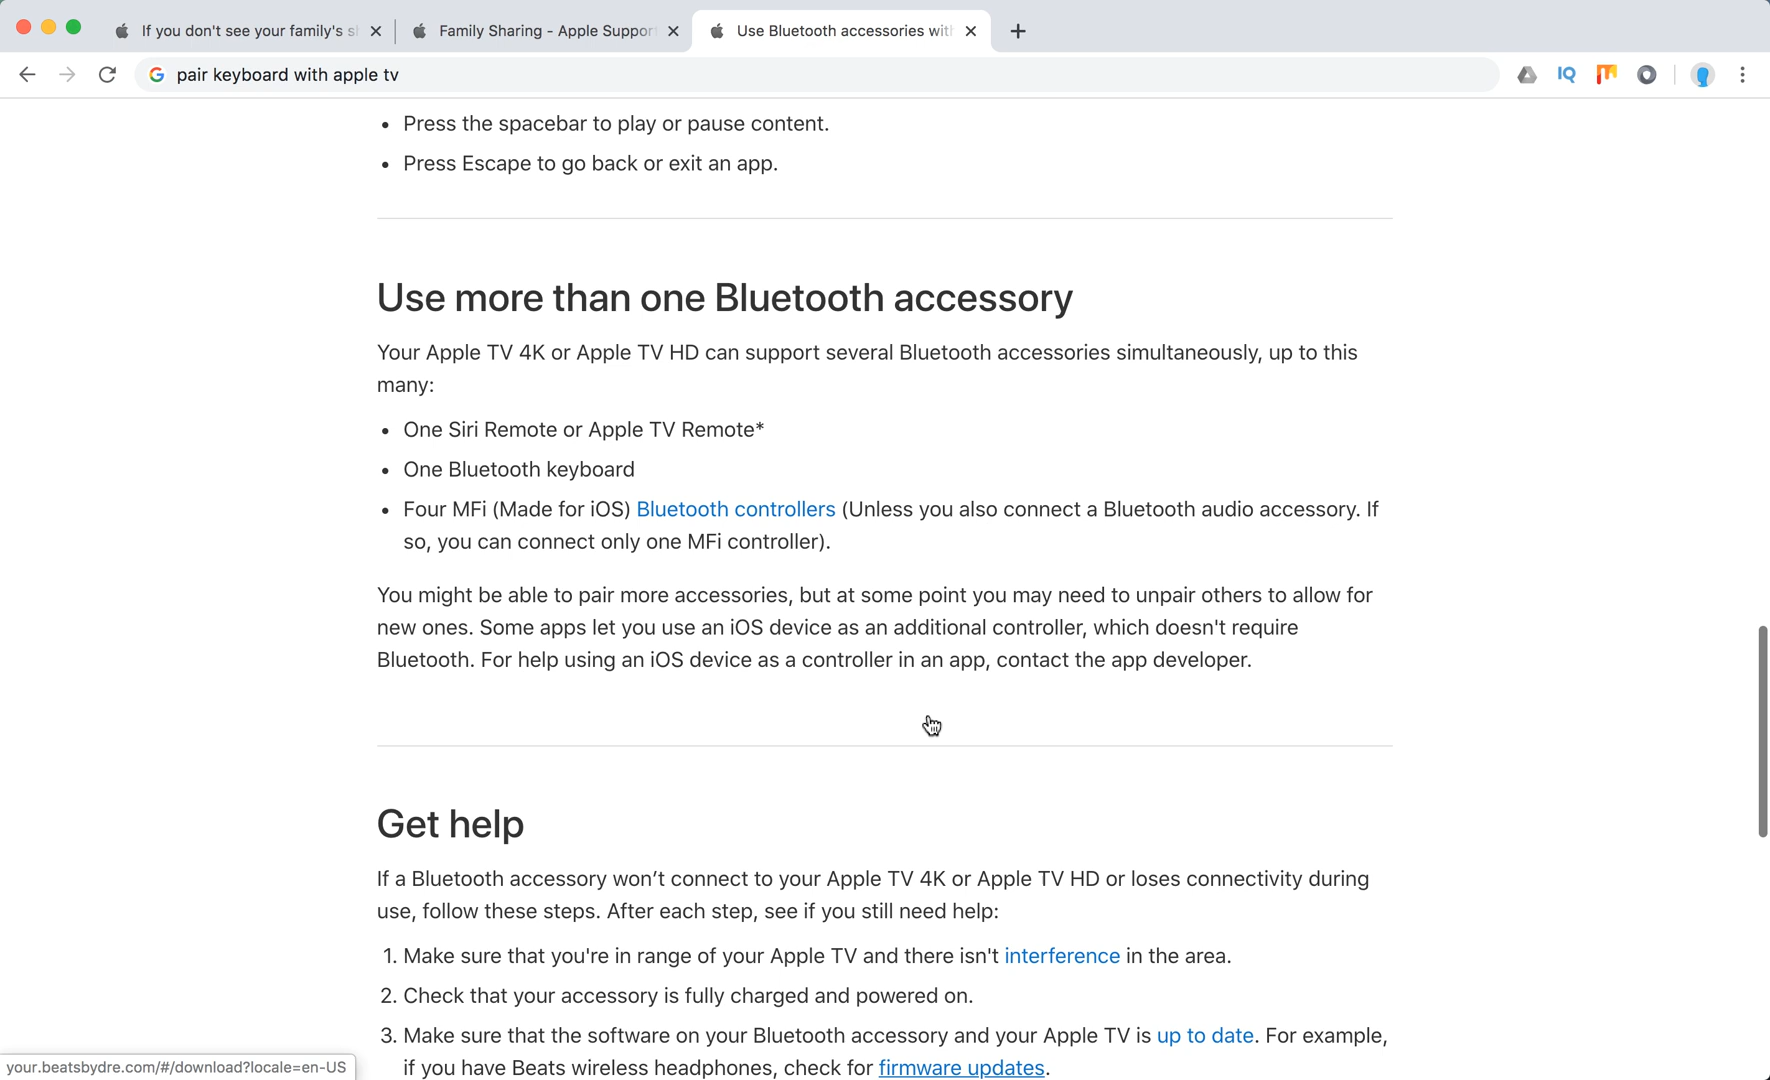 If you don't see your family's s
Family Sharing - Apple Suppor
Use Bluetooth accessories wit
pair keyboard with apple tv
IQ
• Press the spacebar to play or pause content.
• Press Escape to go back or exit an app.
Use more than one Bluetooth accessory
Your Apple TV 4K or Apple TV HD can support several Bluetooth accessories simultaneously, up to this
many:
• One Siri Remote or Apple TV Remote*
• One Bluetooth keyboard
• Four MFi (Made for iOS) Bluetooth controllers (Unless you also connect a Bluetooth audio accessory. If
so, you can connect only one MFi controller).
You might be able to pair more accessories, but at some point you may need to unpair others to allow for
new ones. Some apps let you use an iOS device as an additional controller, which doesn't require
Bluetooth. For help using an iOS device as a controller in an app, contact the app developer.
Get help
If a Bluetooth accessory won’t connect to your Apple TV 4K or Apple TV HD or loses connectivity during
use, follow these steps. After each step, see if you still need help:
1. Make sure that you're in range of your Apple TV and there isn't interference in the area.
2. Check that your accessory is fully charged and powered on.
3. Make sure that the software on your Bluetooth accessory and your Apple TV is up to date. For example,
if you have Beats wireless headphones, check for firmware updates.
your.beatsbydre.com/#/download?locale=en-US